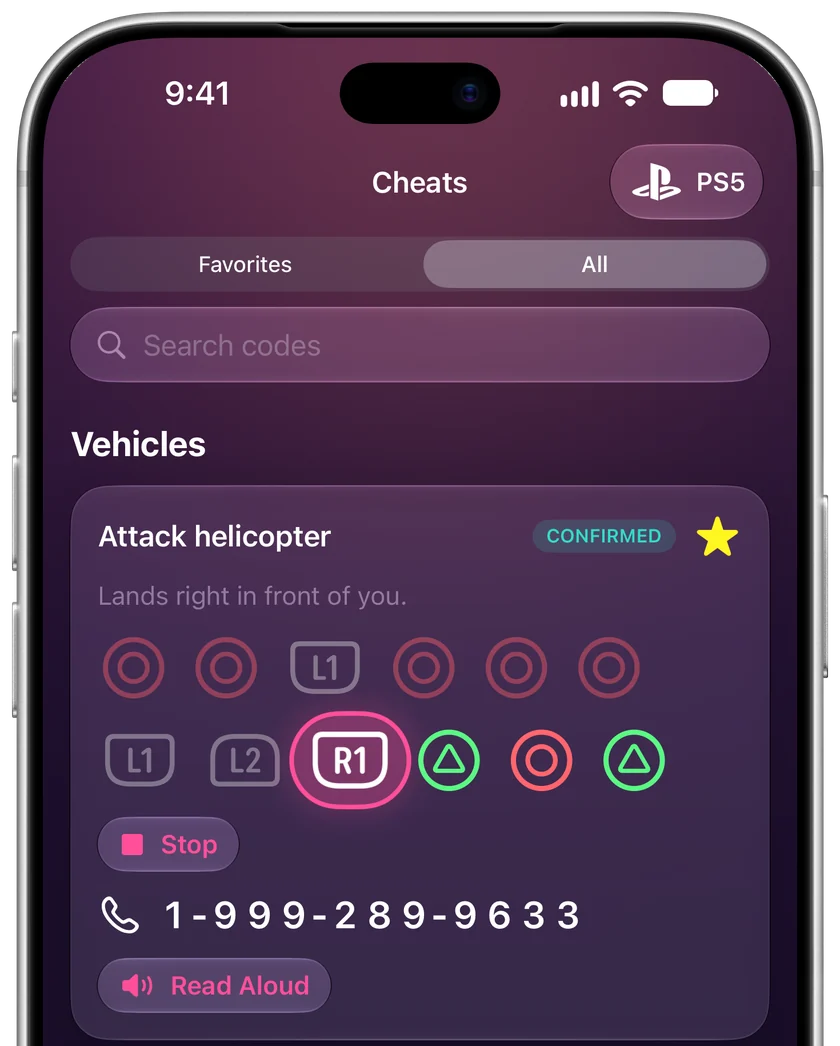 9:41
Cheats
PS5
Favorites
All
Search codes
Vehicles
Attack helicopter
CONFIRMED
Lands right in front of you.
L1
L1 L2 R1
Stop
1-999-289-9633
Read Aloud